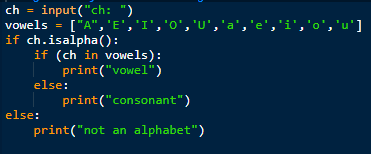 ch = input("ch: ")
vowels = ["A",'E','I','O','U','a','e','i','o','u']
if ch.isalpha():
    if (ch in vowels):
        print("vowel")
    else:
        print("consonant")
else:
    print("not an alphabet")